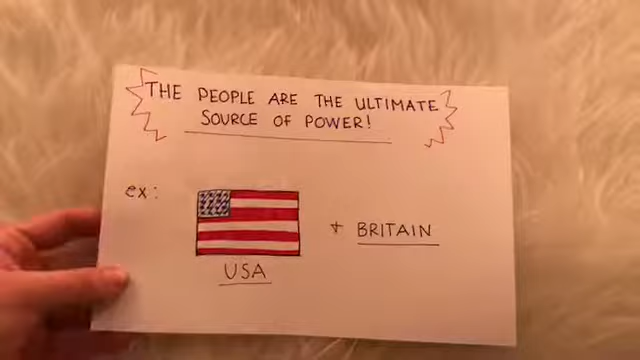 THE PEOPLE ARE THE ULTIMATE
SOURCE OF POWER!
ex:
+ BRITAIN
USA